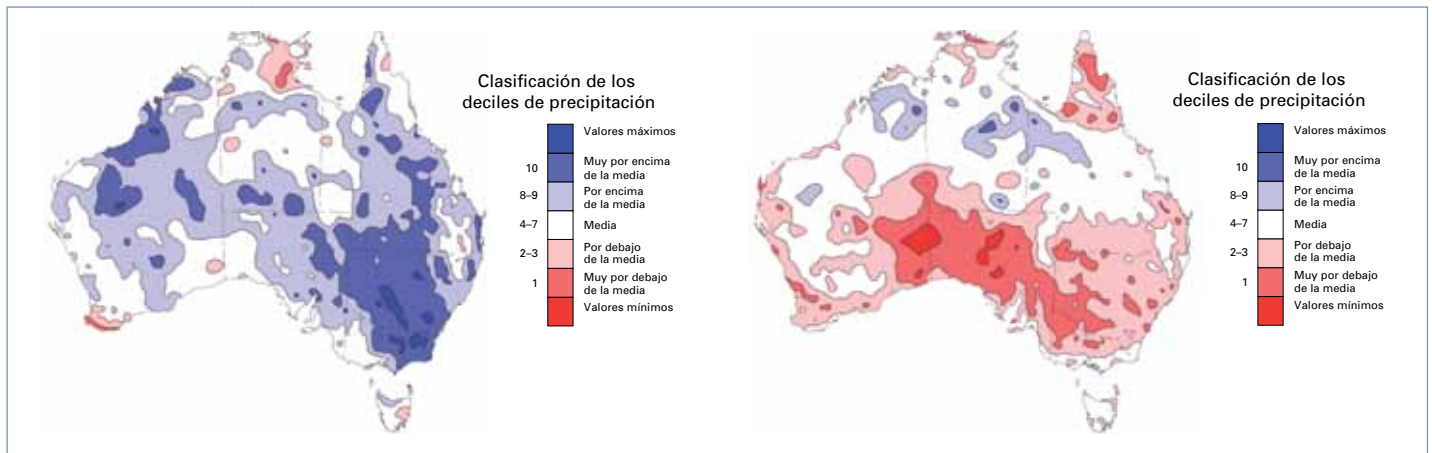 Clasificación de los
deciles de precipitación
Valores máximos
10
Muy por encima
de la media
8–9
Por encima
de la media
4–7
Media
2–3
Por debajo
de la media
1
Muy por debajo
de la media
Valores mínimos
Clasificación de los
deciles de precipitación
Valores máximos
10
Muy por encima
de la media
8–9
Por encima
de la media
4–7
Media
2–3
Por debajo
de la media
1
Muy por debajo
de la media
Valores mínimos